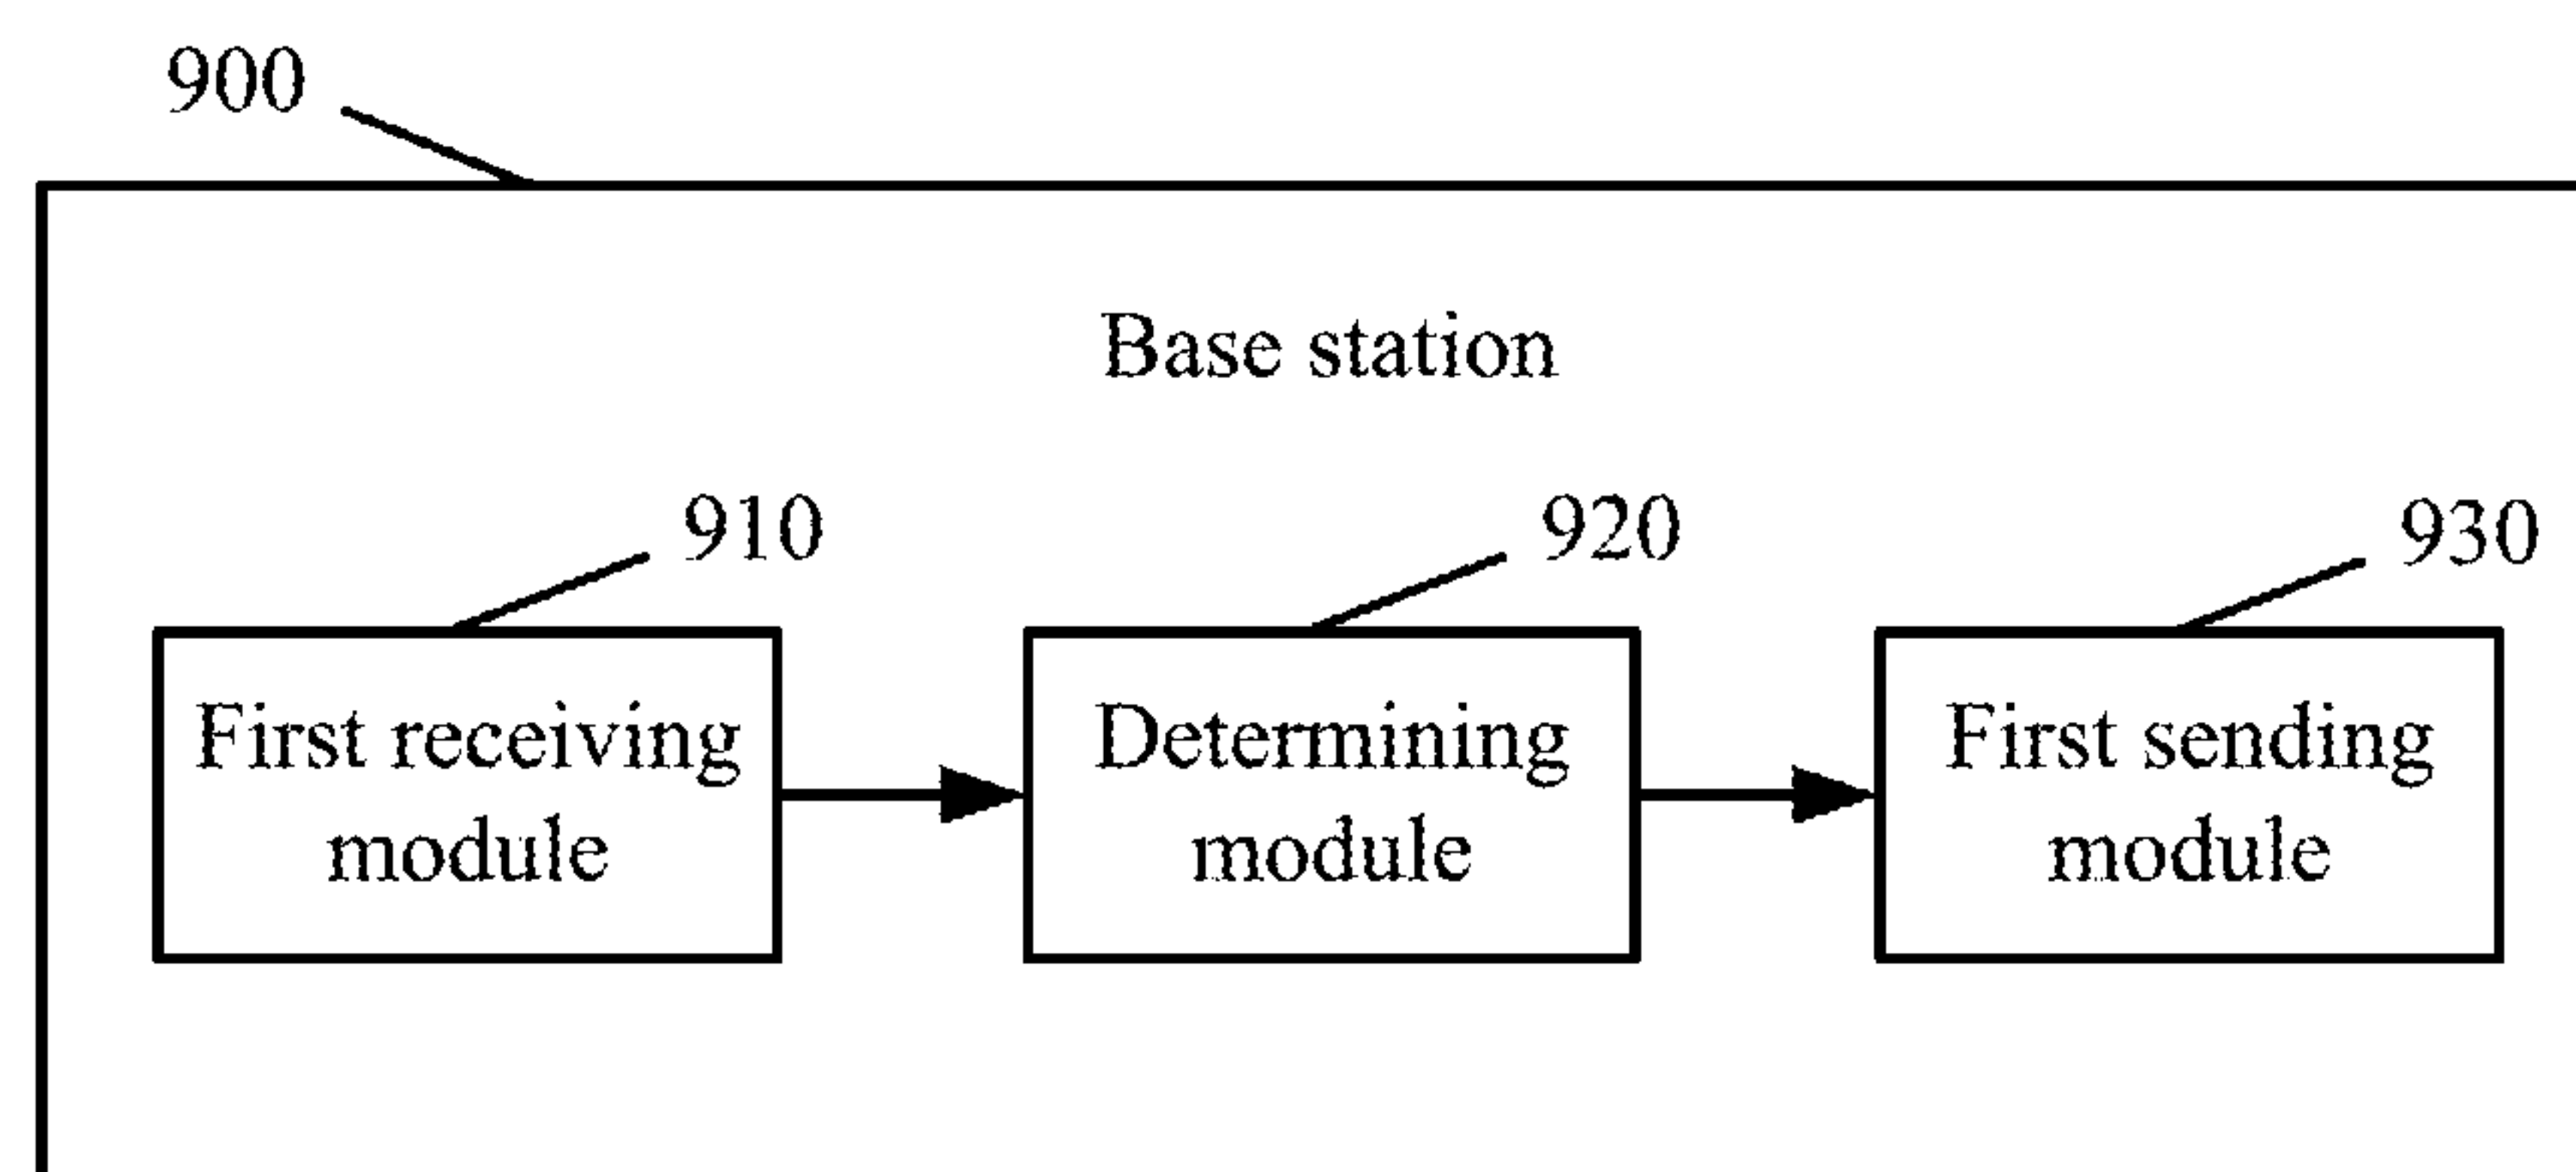 900
Base station
910
920
930
First receiving
module
Determining
module
First sending
module